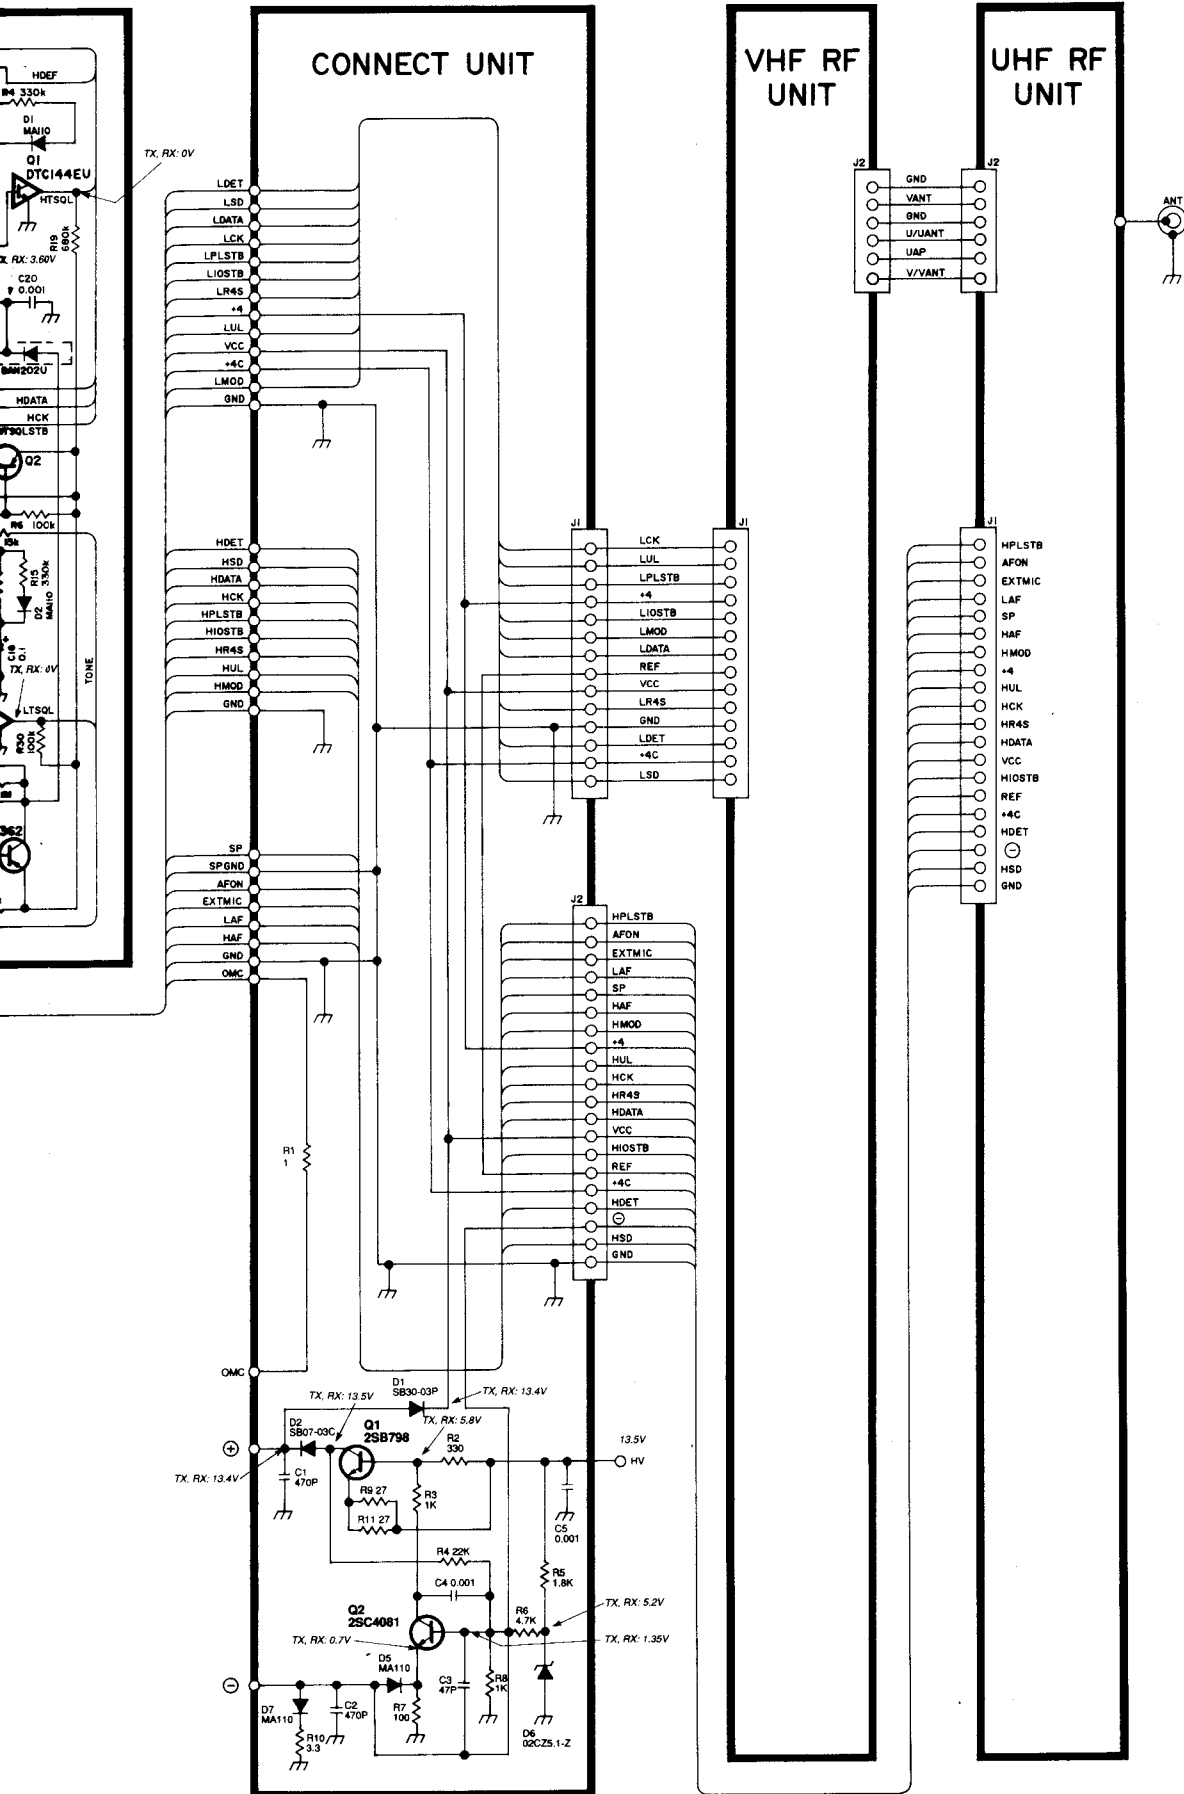 CONNECT UNIT
VHF RF
UNIT
UHF RF
UNIT
HDEF
R4 330k
D1
MA110
Q1
DTC144EU
HTSQL
TX, RX: 0V
R19
680k
RX: 3.60V
C20
0.001
DAN202U
HDATA
HCK
Q2
R6 100k
15k
R15
330k
D2
MA110
C18
0.1
TX, RX: 0V
TONE
LTSQL
R30
100k
362
LDET
LSD
LDATA
LCK
LPLSTB
LIOSTB
LR4S
+4
LUL
VCC
+4C
LMOD
GND
HDET
HSD
HDATA
HCK
HPLSTB
HIOSTB
HR4S
HUL
HMOD
GND
SP
SPGND
AFON
EXTMIC
LAF
HAF
GND
OMC
R1
1
OMC
J1
LCK
LUL
LPLSTB
+4
LIOSTB
LMOD
LDATA
REF
VCC
LR4S
GND
LDET
+4C
LSD
J1
J2
HPLSTB
AFON
EXTMIC
LAF
SP
HAF
HMOD
+4
HUL
HCK
HR4S
HDATA
VCC
HIOSTB
REF
+4C
HDET
⊖
HSD
GND
J2
GND
VANT
GND
U/UANT
UAP
V/VANT
J2
ANT
J1
HPLSTB
AFON
EXTMIC
LAF
SP
HAF
HMOD
+4
HUL
HCK
HR4S
HDATA
VCC
HIOSTB
REF
+4C
HDET
⊖
HSD
GND
D1
SB30-03P
TX, RX: 13.4V
TX, RX: 13.5V
TX, RX: 5.8V
D2
SB07-03C
Q1
2SB798
R2
330
13.5V
HV
⊕
TX, RX: 13.4V
C1
470P
R9 27
R11 27
R3
1K
C5
0.001
R4 22K
C4 0.001
R5
1.8K
Q2
2SC4081
R6
4.7K
TX, RX: 5.2V
TX, RX: 0.7V
TX, RX: 1.35V
D5
MA110
⊖
C3
47P
R8
1K
D7
MA110
C2
470P
R7
100
R10
3.3
D6
02CZ5.1-Z